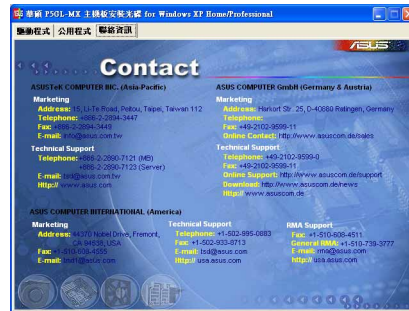 華碩 P5GL-MX 主機板安裝光碟 for Windows XP Home/Professional
驅動程式 公用程式 聯絡資訊
ASUS
Contact
ASUSTeK COMPUTER INC. (Asia-Pacific)
Marketing
Address: 15, Li-Te Road, Peitou, Taipei, Taiwan 112
Telephone: +886-2-2894-3447
Fax: +886-2-2894-3449
E-mail: info@asus.com.tw
Technical Support
Telephone: +886-2-2890-7121 (MB)
+886-2-2890-7123 (Server)
E-mail: tsd@asus.com.tw
Http:// www.asus.com
ASUS COMPUTER GmbH (Germany & Austria)
Marketing
Address: Harkort Str. 25, D-40880 Ratingen, Germany
Telephone:
Fax: +49-2102-9599-11
Online Contact: http://www.asuscom.de/sales
Technical Support
Telephone: +49-2102-9599-0
Fax: +49-2102-9599-11
Online Support: http://www.asuscom.de/support
Download: http://www.asuscom.de/news
Http:// www.asuscom.de
ASUS COMPUTER INTERNATIONAL (America)
Marketing
Address: 44370 Nobel Drive, Fremont,
CA 94538, USA
Fax: +1-510-608-4555
E-mail: tmd1@asus.com
Technical Support
Telephone: +1-502-995-0883
Fax: +1-502-933-8713
E-mail: tsd@asus.com
Http:// usa.asus.com
RMA Support
Fax: +1-510-608-4511
General RMA: +1-510-739-3777
E-mail: rma@asus.com
http:// usa.asus.com